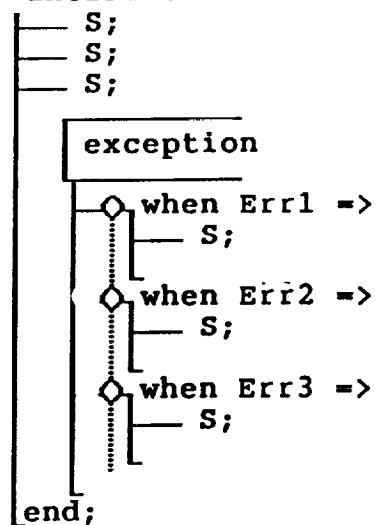 S;
S;
S;
exception
when Err1 =>
S;
when Err2 =>
S;
when Err3 =>
S;
end;